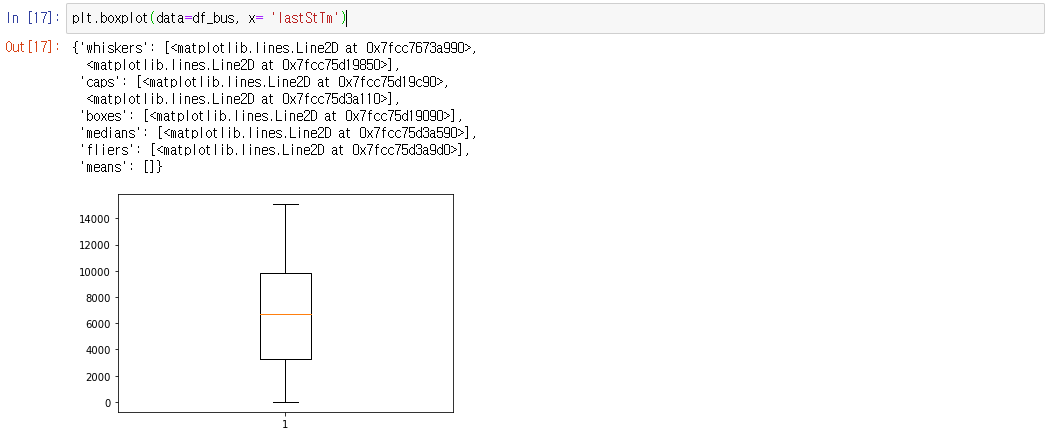 In [17]: plt.boxplot(data=df_bus, x= 'lastStTm')
Out[17]: {'whiskers': [<matplotlib.lines.Line2D at 0x7fcc7673a990>,
<matplotlib.lines.Line2D at 0x7fcc75d19850>],
'caps': [<matplotlib.lines.Line2D at 0x7fcc75d19c90>,
<matplotlib.lines.Line2D at 0x7fcc75d3a110>],
'boxes': [<matplotlib.lines.Line2D at 0x7fcc75d19090>],
'medians': [<matplotlib.lines.Line2D at 0x7fcc75d3a590>],
'fliers': [<matplotlib.lines.Line2D at 0x7fcc75d3a9d0>],
'means': []}
14000
12000
10000
8000
6000
4000
2000
0
1